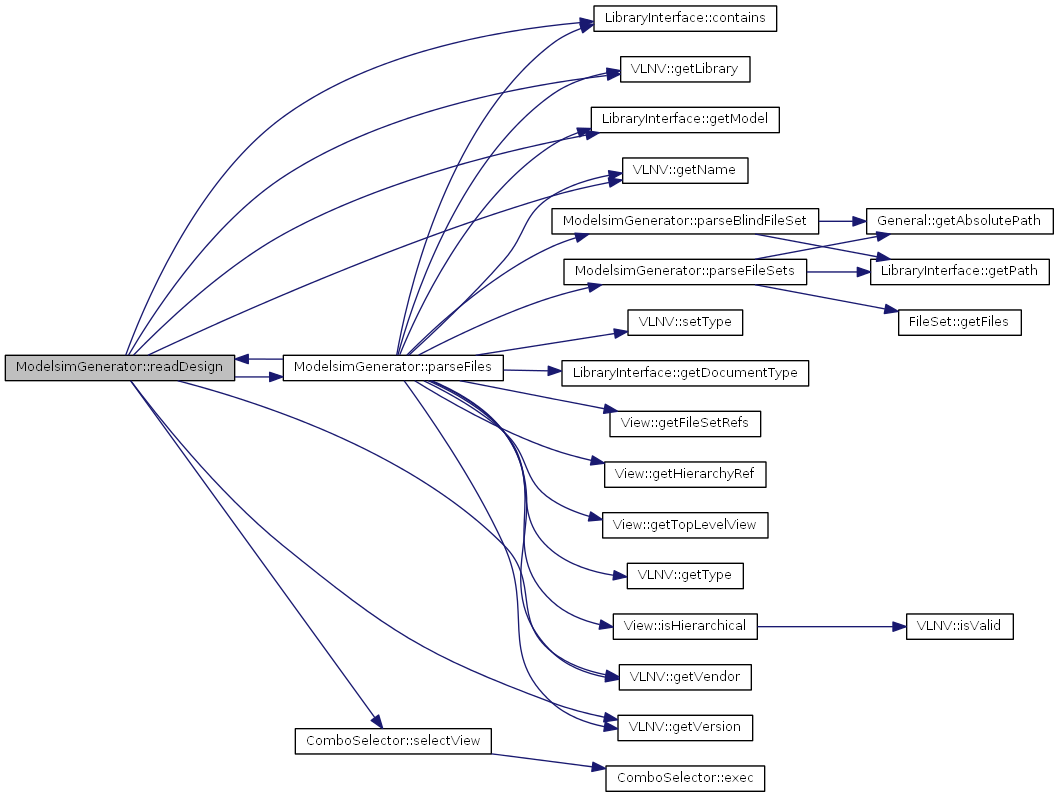 LibraryInterface::contains
VLNV::getLibrary
LibraryInterface::getModel
VLNV::getName
ModelsimGenerator::parseBlindFileSet
General::getAbsolutePath
ModelsimGenerator::parseFileSets
LibraryInterface::getPath
VLNV::setType
FileSet::getFiles
ModelsimGenerator::readDesign
ModelsimGenerator::parseFiles
LibraryInterface::getDocumentType
View::getFileSetRefs
View::getHierarchyRef
View::getTopLevelView
VLNV::getType
View::isHierarchical
VLNV::isValid
VLNV::getVendor
VLNV::getVersion
ComboSelector::selectView
ComboSelector::exec